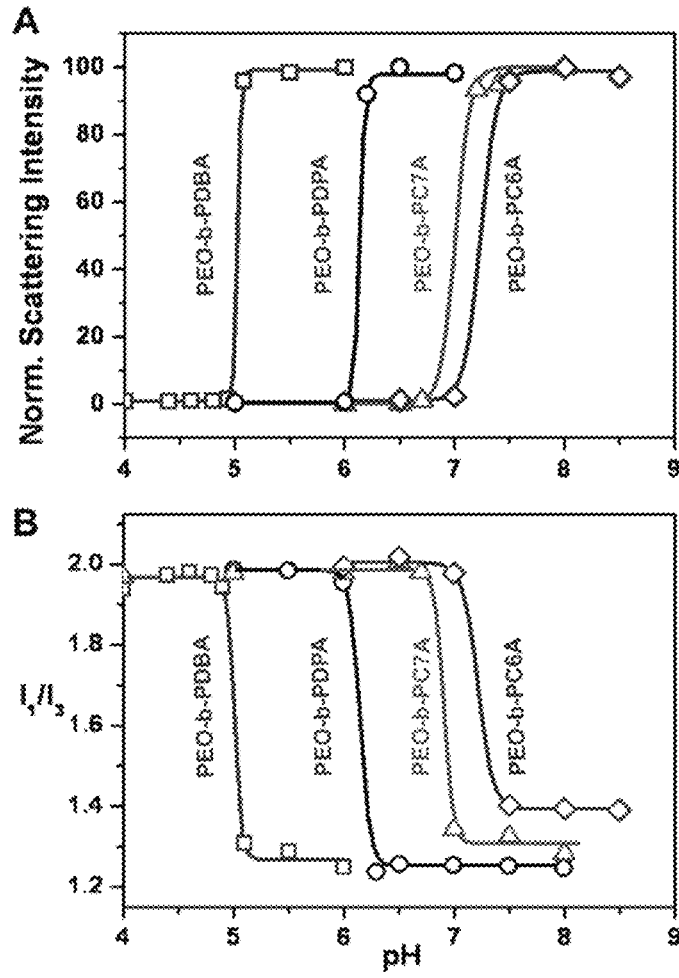 A
Norm. Scattering Intensity
100
80
60
40
20
0
PEO-b-PDBA
PEO-b-PDPA
PEO-b-PC7A
PEO-b-PC6A
4 5 6 7 8 9
B
I₁/I₃
2.0
1.8
1.6
1.4
1.2
PEO-b-PDBA
PEO-b-PDPA
PEO-b-PC7A
PEO-b-PC6A
4 5 6 7 8 9
pH